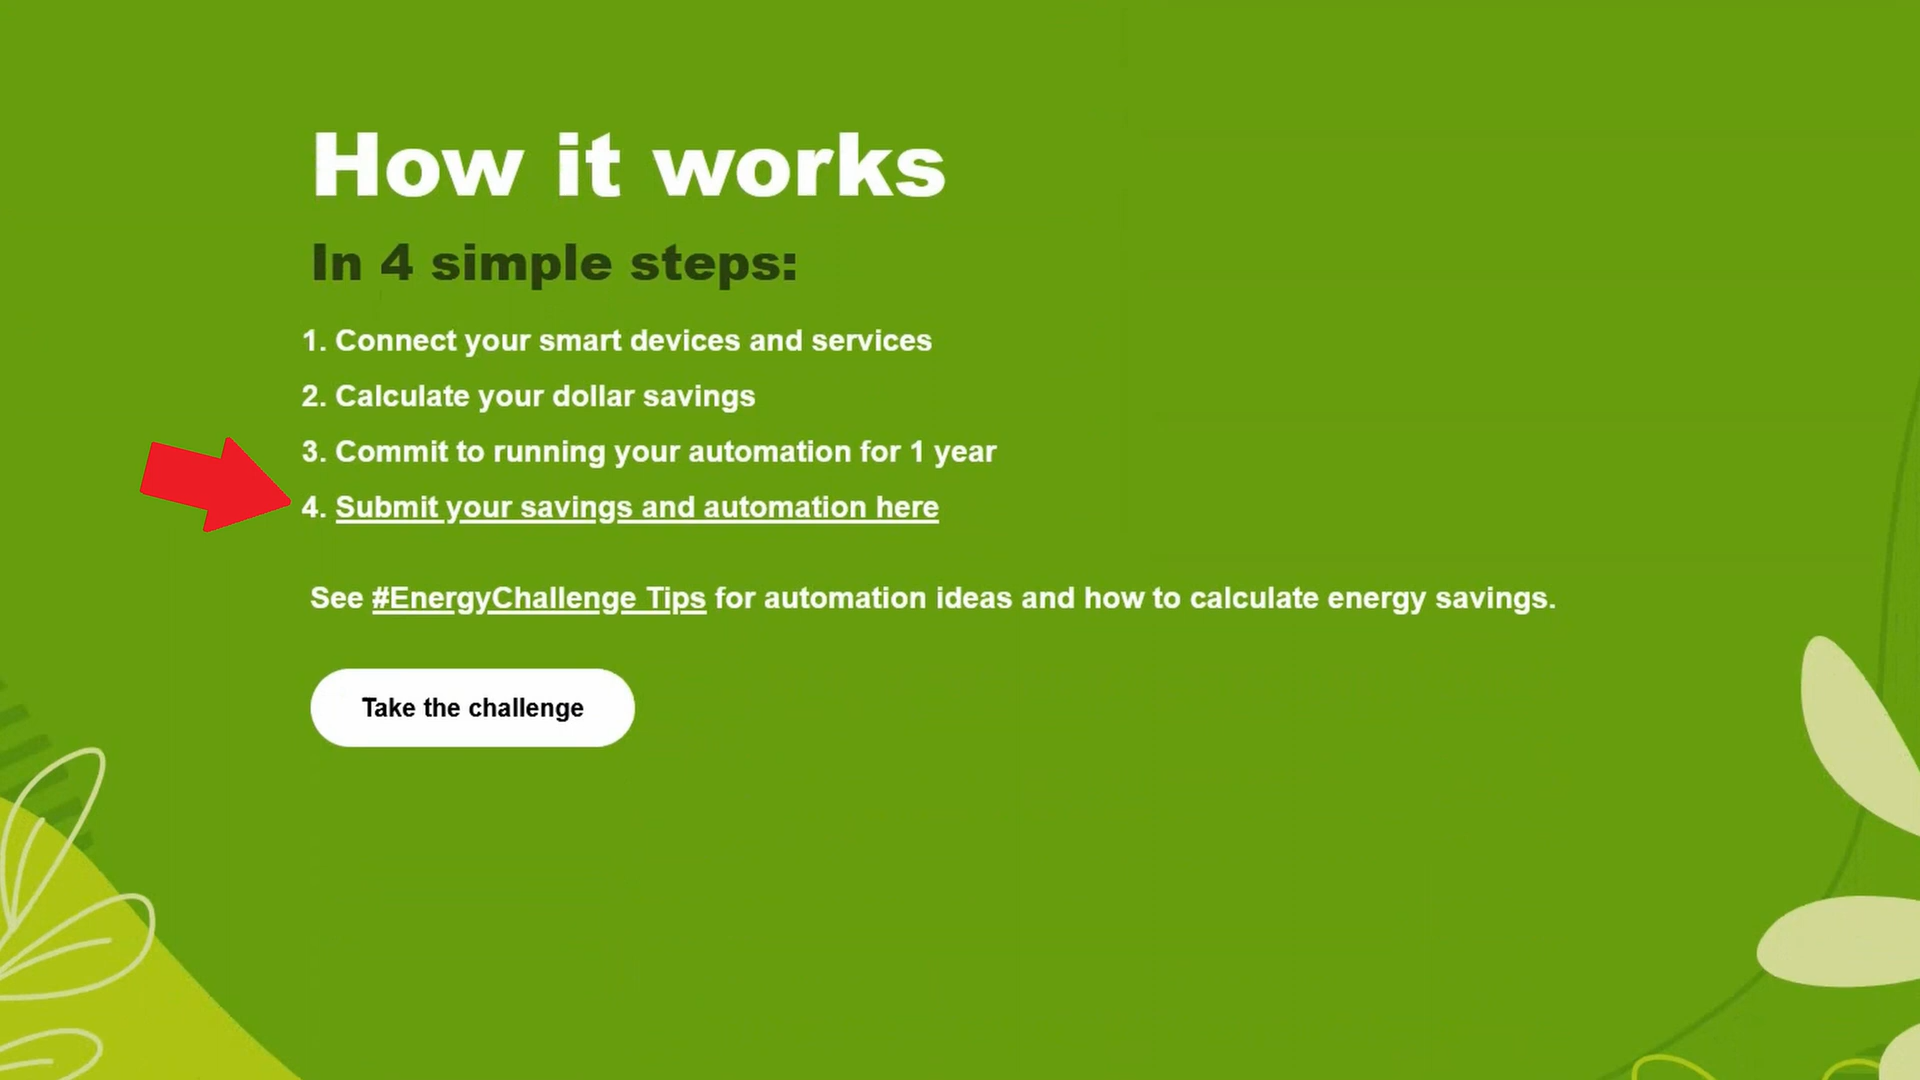 How it works
In 4 simple steps:
1. Connect your smart devices and services
2. Calculate your dollar savings
3. Commit to running your automation for 1 year
4. Submit your savings and automation here
See #EnergyChallenge Tips for automation ideas and how to calculate energy savings.
Take the challenge